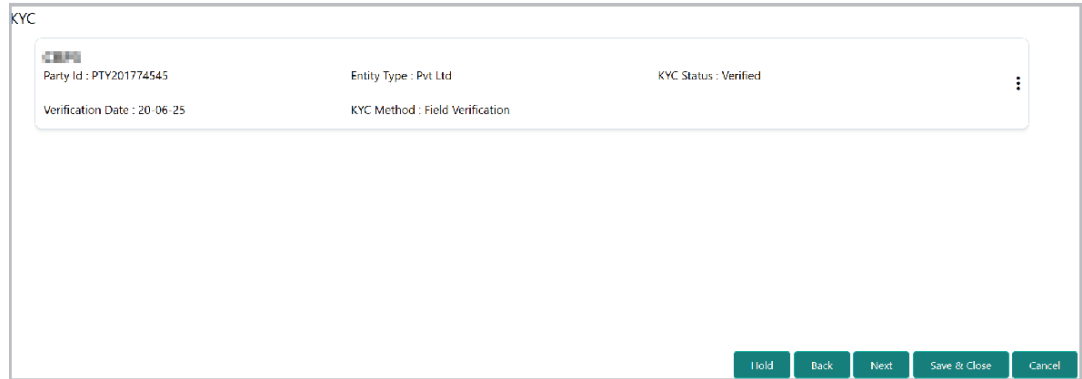 KYC
Party Id : PTY201774545 Entity Type : Pvt Ltd KYC Status : Verified
Verification Date : 20-06-25 KYC Method : Field Verification
Hold Back Next Save & Close Cancel